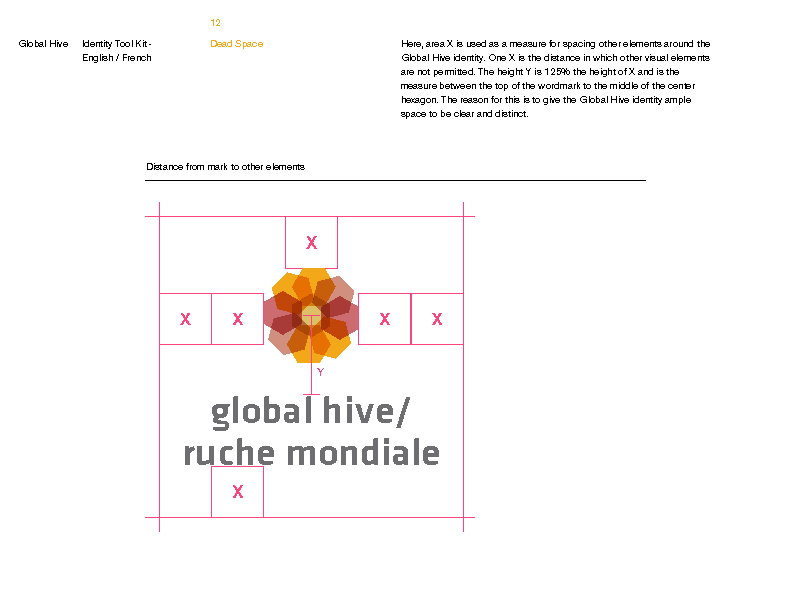 12
Global Hive
Identity Tool Kit-
English / French
Dead Space
Here, area X is used as a measure for spacing other elements around the
Global Hive identity. One X is the distance in which other visual elements
are not permitted. The height Y is 125% the height of X and is the
measure between the top of the wordmark to the middle of the center
hexagon. The reason for this is to give the Global Hive identity ample
space to be clear and distinct.
Distance from mark to other elements
X
X X X X
Y
global hive/
ruche mondiale
X